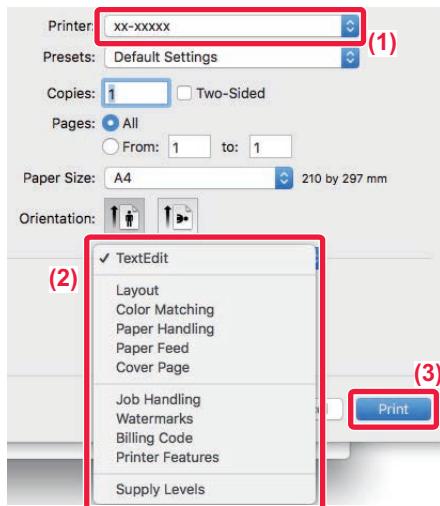 Printer: xx-xxxxx
(1)
Presets: Default Settings
Copies: 1 Two-Sided
Pages: All
From: 1 to: 1
Paper Size: A4 210 by 297 mm
Orientation:
(2)
✓ TextEdit
Layout
Color Matching
Paper Handling
Paper Feed
Cover Page
(3)
Job Handling
Print
Watermarks
Billing Code
Printer Features
Supply Levels